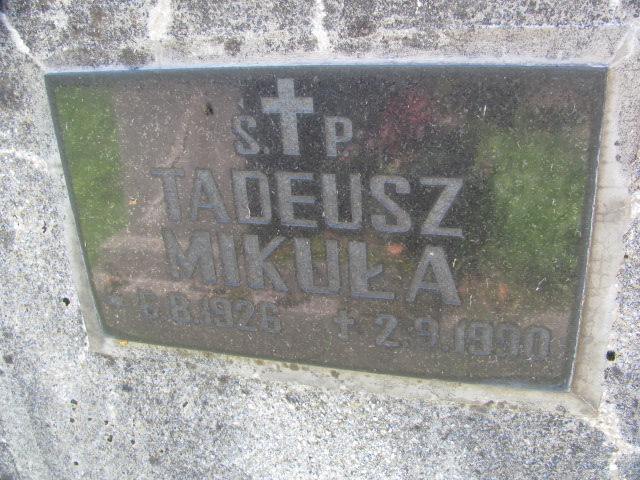 Ś.†P.
TADEUSZ
MIKUŁA
* 6.8.1926 † 2.9.1990